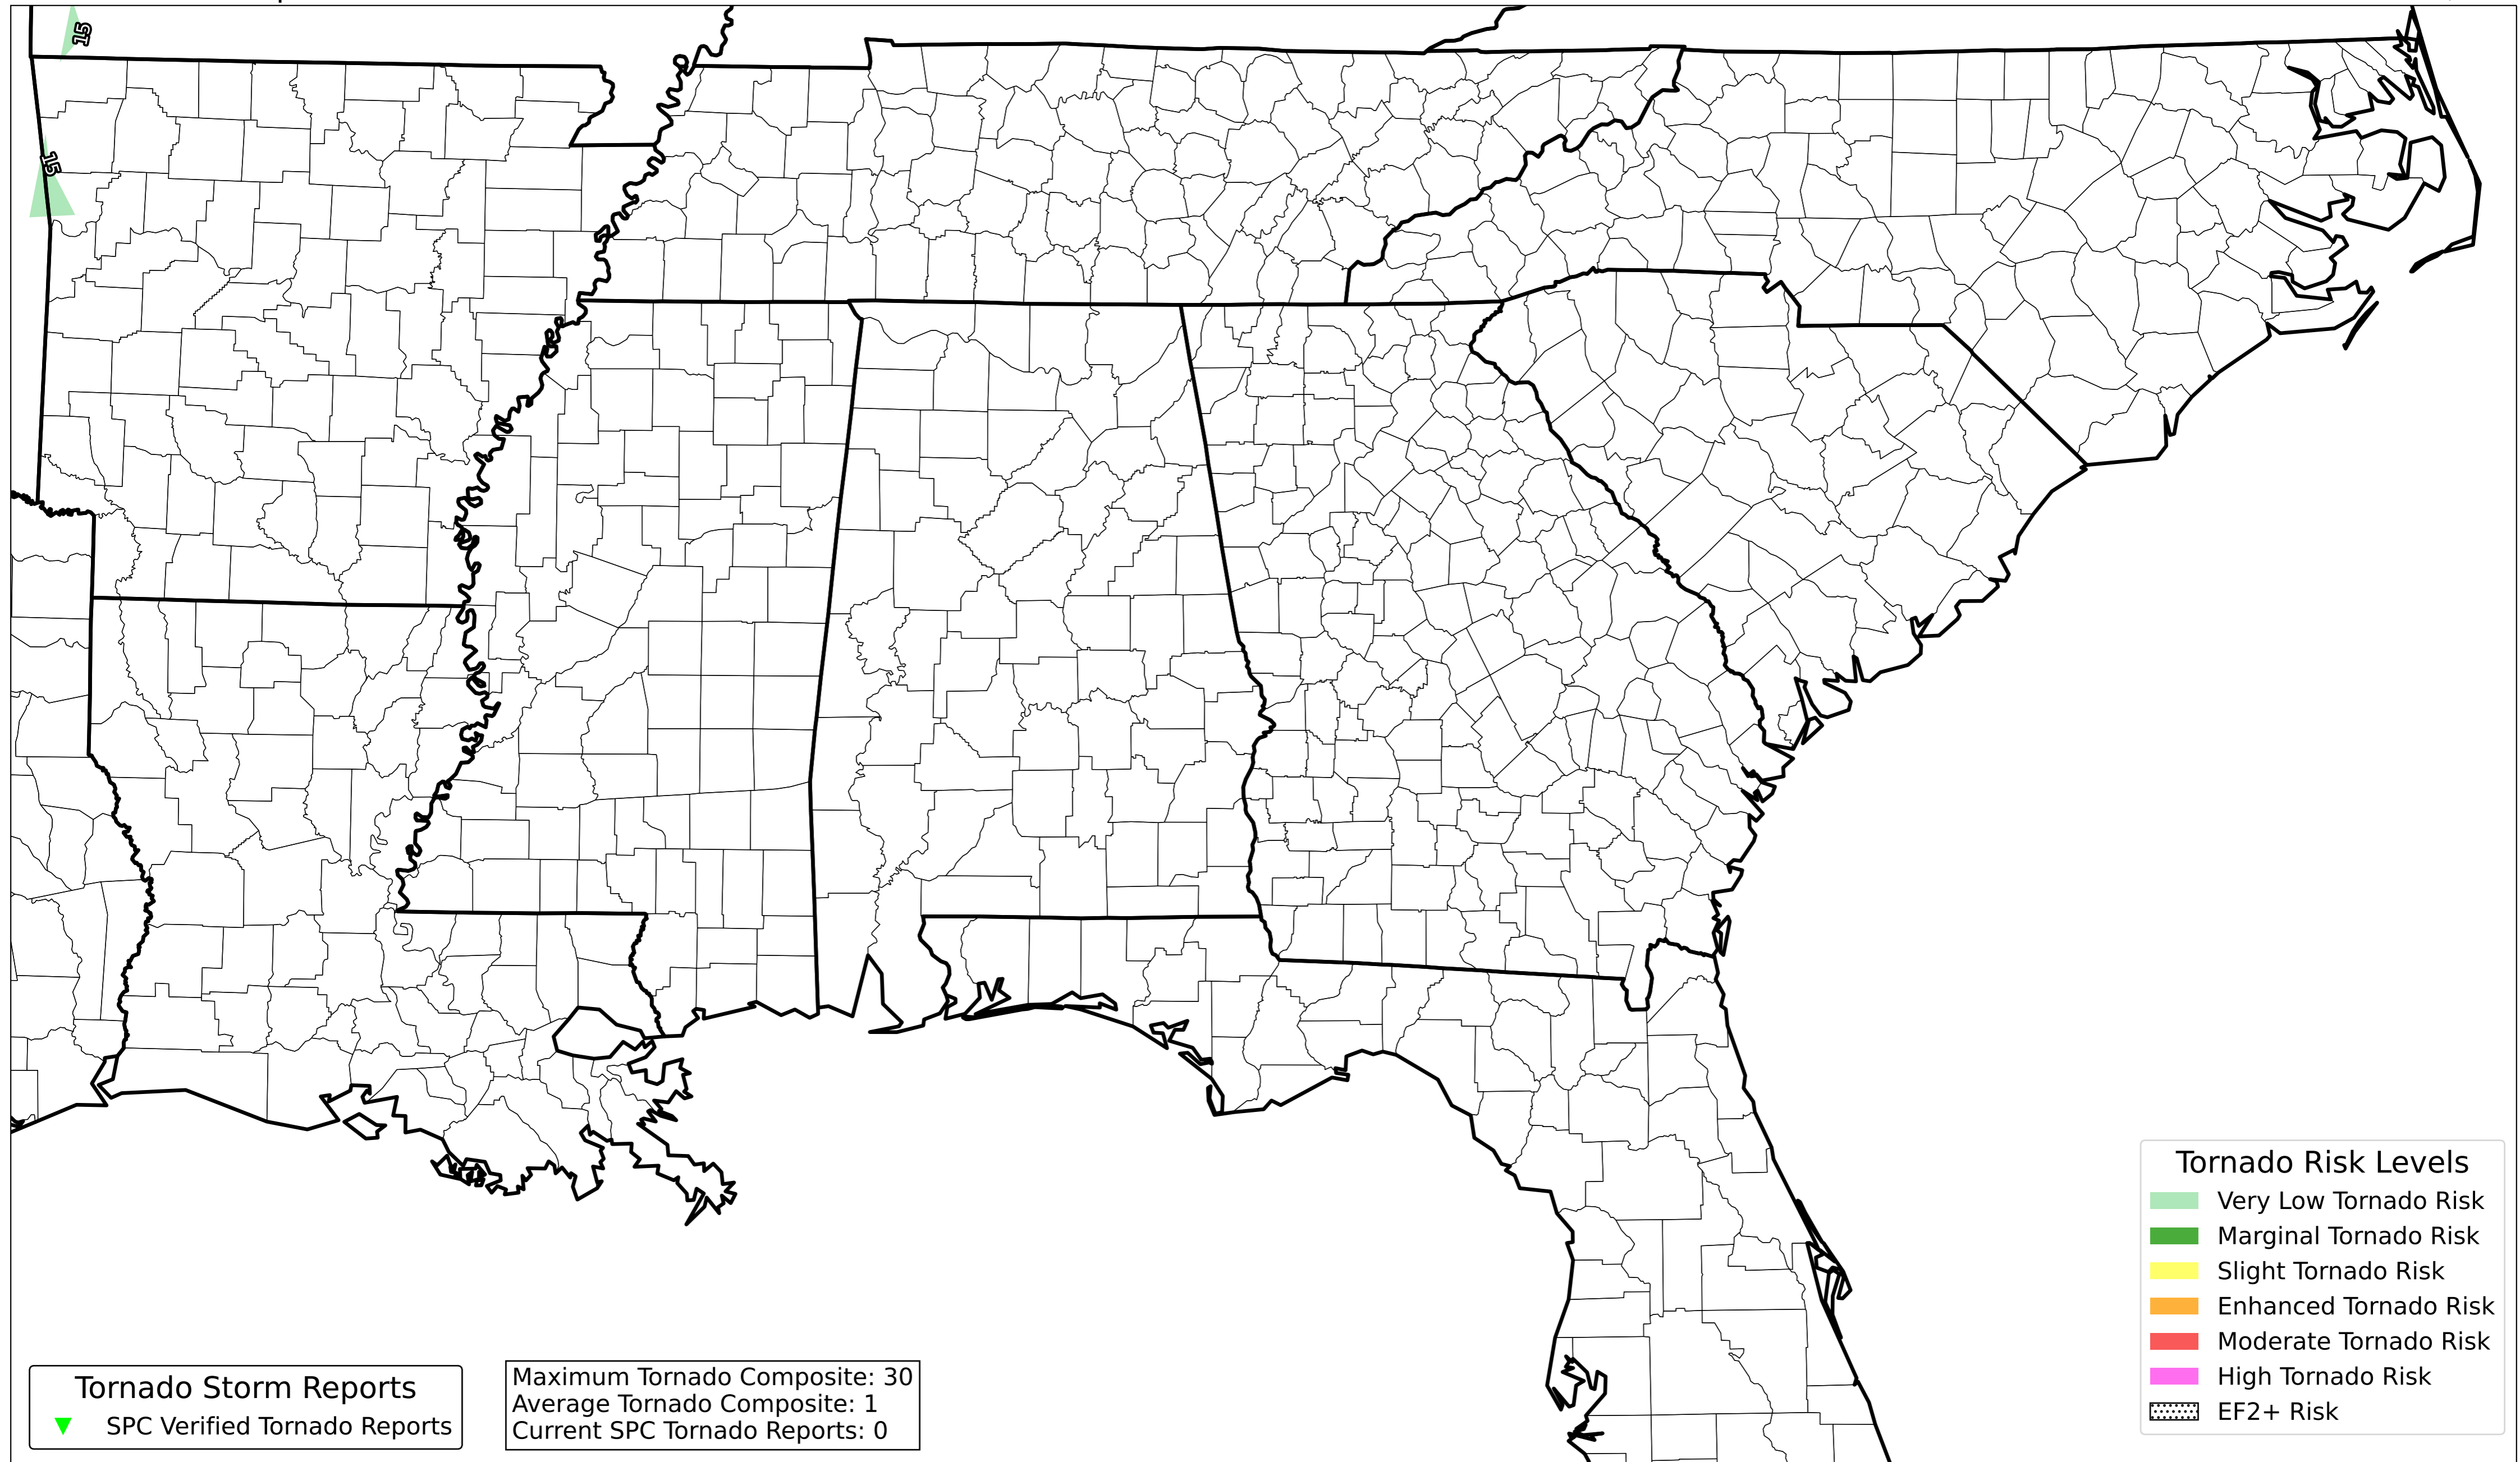 15
15
Tornado Risk Levels
Very Low Tornado Risk
Marginal Tornado Risk
Slight Tornado Risk
Enhanced Tornado Risk
Moderate Tornado Risk
High Tornado Risk
EF2+ Risk
Tornado Storm Reports
SPC Verified Tornado Reports
Maximum Tornado Composite: 30
Average Tornado Composite: 1
Current SPC Tornado Reports: 0